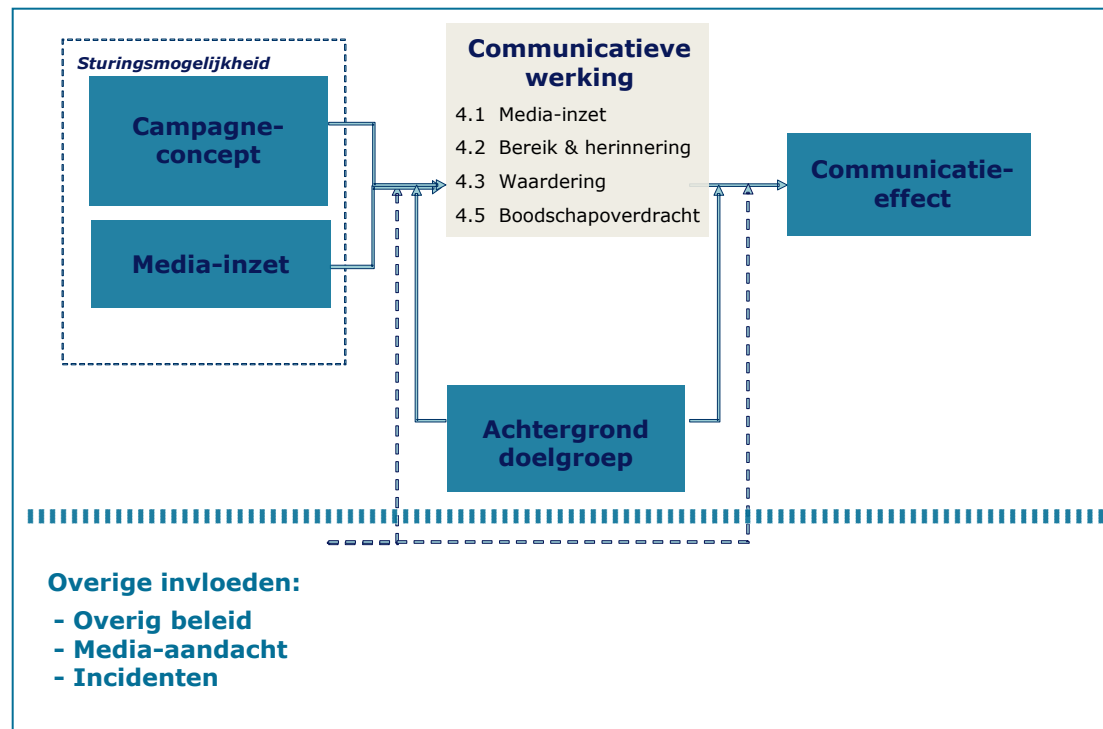 Sturingsmogelijkheid
Campagne-
concept
Media-inzet
Communicatieve
werking
4.1 Media-inzet
4.2 Bereik & herinnering
4.3 Waardering
4.5 Boodschapoverdracht
Communicatie-
effect
Achtergrond
doelgroep
Overige invloeden:
- Overig beleid
- Media-aandacht
- Incidenten